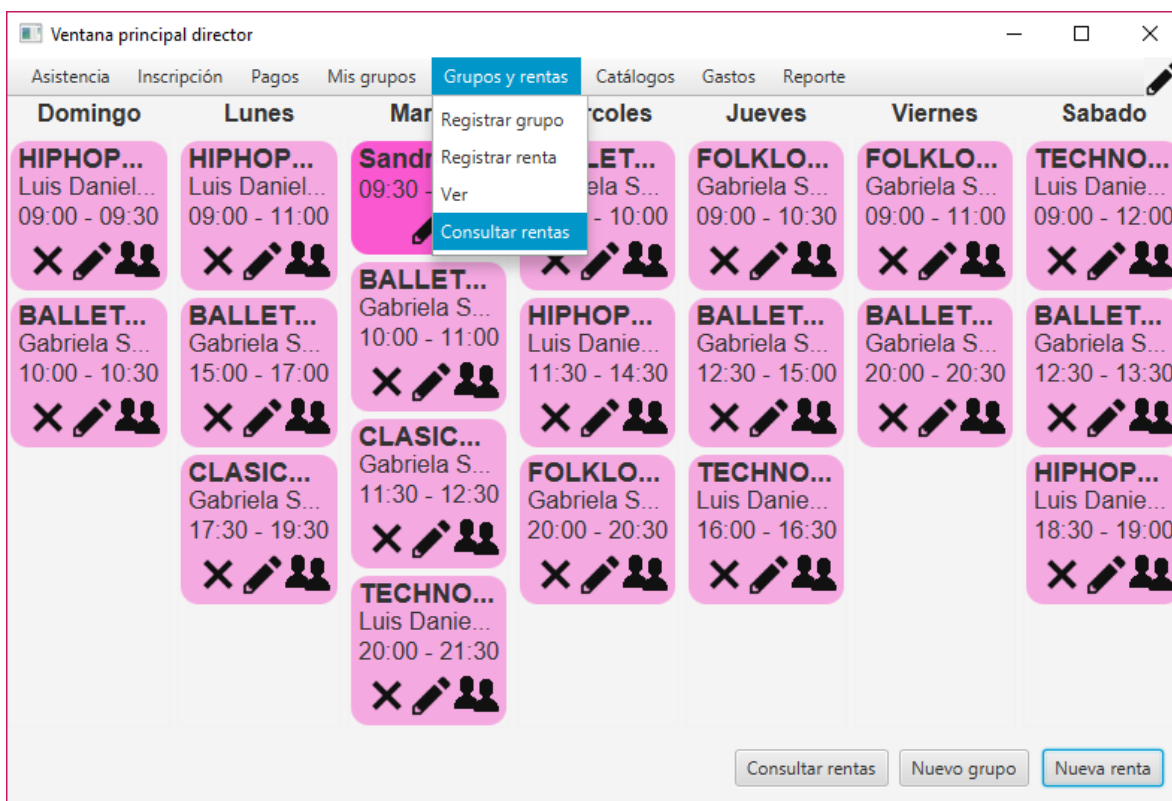 Ventana principal director
Asistencia Inscripción Pagos Mis grupos Grupos y rentas Catálogos Gastos Reporte
Registrar grupo
Registrar renta
Ver
Consultar rentas
Domingo
HIPHOP...
Luis Daniel...
09:00 - 09:30
BALLET...
Gabriela S...
10:00 - 10:30
Lunes
HIPHOP...
Luis Daniel...
09:00 - 11:00
BALLET...
Gabriela S...
15:00 - 17:00
CLASIC...
Gabriela S...
17:30 - 19:30
Mar
Sandr
09:30 -
BALLET...
Gabriela S...
10:00 - 11:00
CLASIC...
Gabriela S...
11:30 - 12:30
TECHNO...
Luis Danie...
20:00 - 21:30
rcoles
LET...
ela S...
- 10:00
HIPHOP...
Luis Danie...
11:30 - 14:30
FOLKLO...
Gabriela S...
20:00 - 20:30
Jueves
FOLKLO...
Gabriela S...
09:00 - 10:30
BALLET...
Gabriela S...
12:30 - 15:00
TECHNO...
Luis Danie...
16:00 - 16:30
Viernes
FOLKLO...
Gabriela S...
09:00 - 11:00
BALLET...
Gabriela S...
20:00 - 20:30
Sabado
TECHNO...
Luis Danie...
09:00 - 12:00
BALLET...
Gabriela S...
12:30 - 13:30
HIPHOP...
Luis Danie...
18:30 - 19:00
Consultar rentas Nuevo grupo Nueva renta